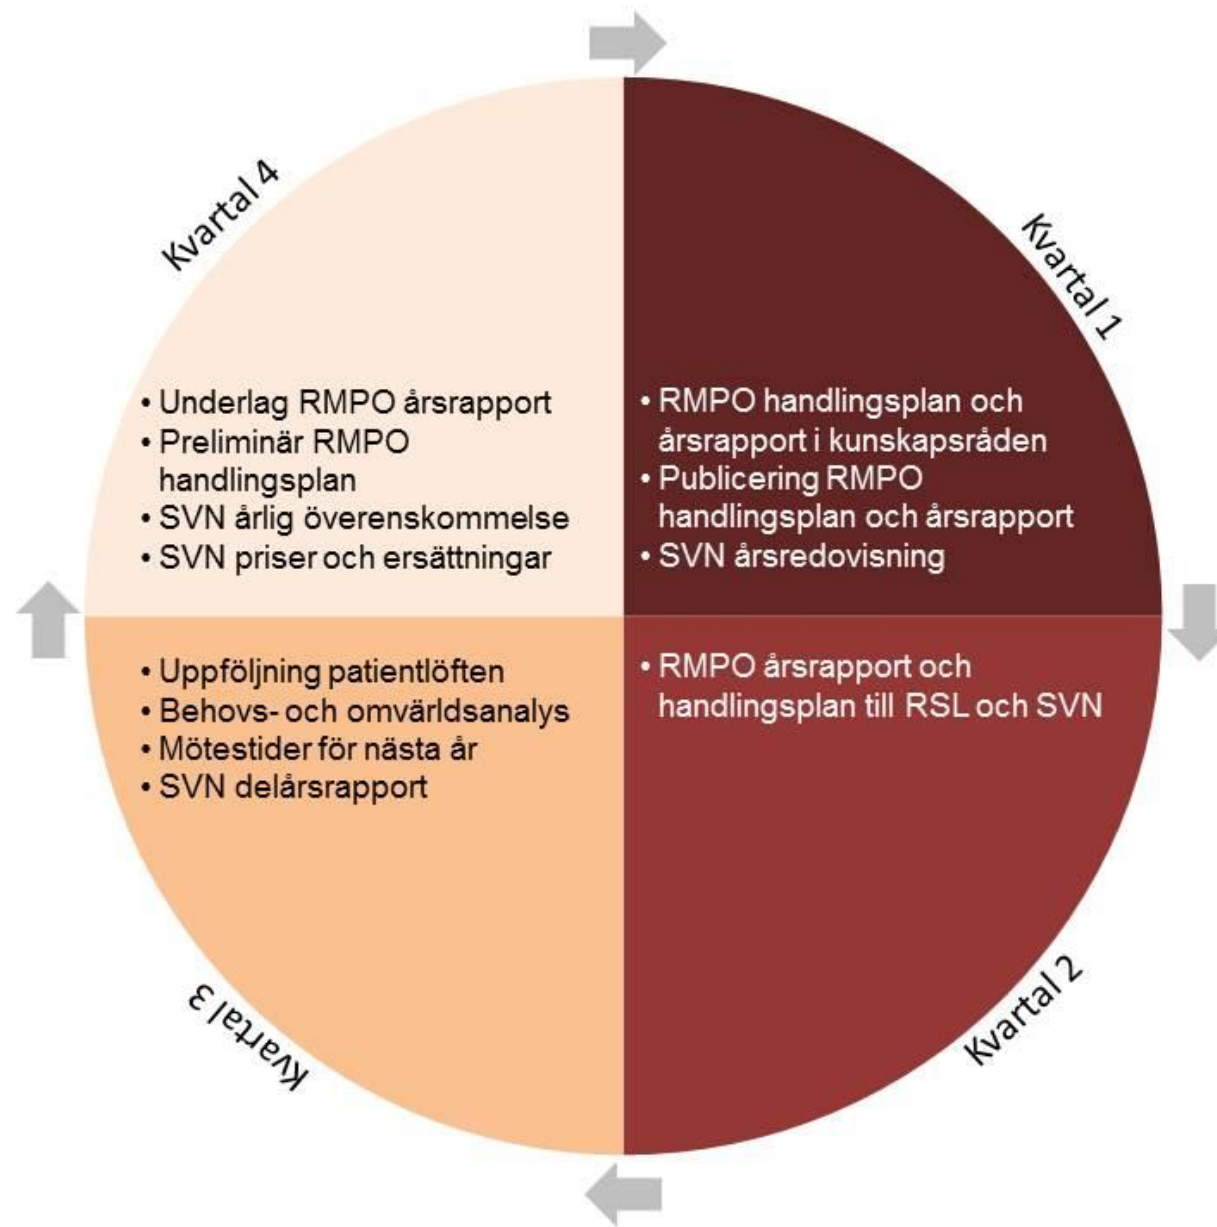 Kvartal 1
• RMPO handlingsplan och
årsrapport i kunskapsråden
• Publicering RMPO
handlingsplan och årsrapport
• SVN årsredovisning
Kvartal 2
• RMPO årsrapport och
handlingsplan till RSL och SVN
Kvartal 3
• Uppföljning patientlöften
• Behovs- och omvärldsanalys
• Mötestider för nästa år
• SVN delårsrapport
Kvartal 4
• Underlag RMPO årsrapport
• Preliminär RMPO
handlingsplan
• SVN årlig överenskommelse
• SVN priser och ersättningar